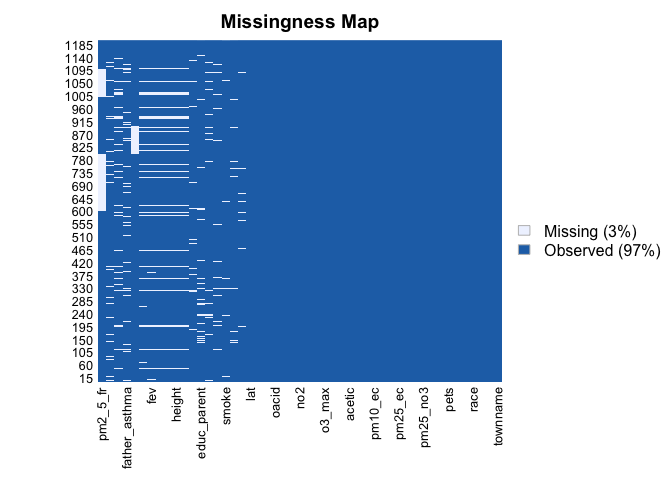 Missingness Map
1185
1140
1095
1050
1005
960
915
870
825
780
735
690
645
600
555
510
465
420
375
330
285
240
195
150
105
60
15
Missing (3%)
Observed (97%)
pm2_5_fr
father_asthma
fev
height
educ_parent
smoke
lat
oacid
no2
o3_max
acetic
pm10_ec
pm25_ec
pm25_no3
pets
race
townname